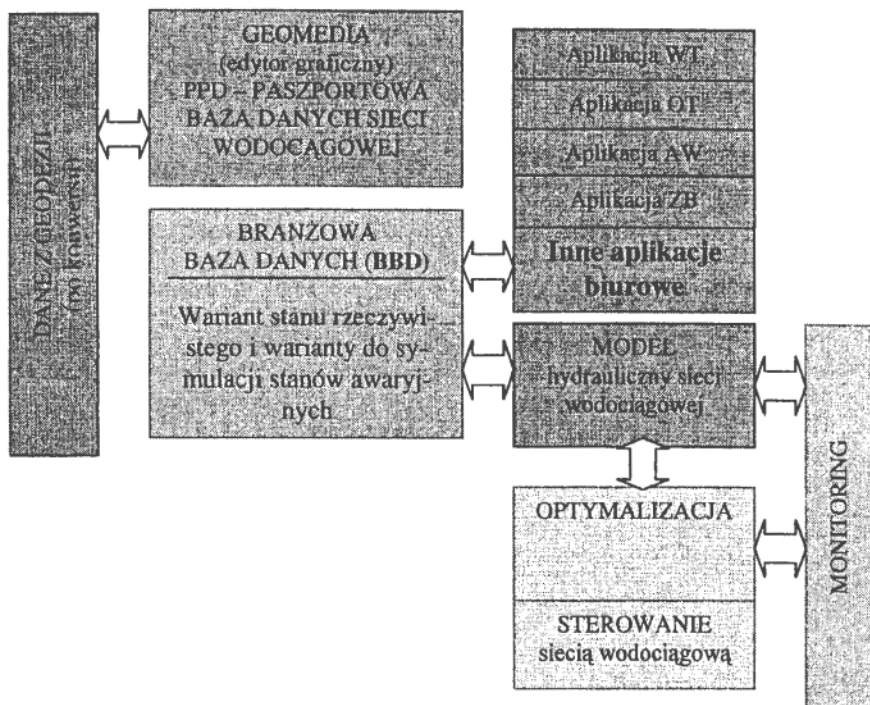 DANE Z GEODEZJI
(po konwersji)
GEOMEDIA
(edytor graficzny)
PPD – PASZPORTOWA
BAZA DANYCH SIECI
WODOCĄGOWEJ
BRANŻOWA
BAZA DANYCH (BBD)
Wariant stanu rzeczywi-
stego i warianty do sy-
mulacji stanów awaryj-
nych
Aplikacja WT
Aplikacja OT
Aplikacja AW
Aplikacja ZB
Inne aplikacje
biurowe
MODEL
hydrauliczny sieci
wodociągowej
OPTYMALIZACJA
STEROWANIE
siecią wodociągową
MONITORING